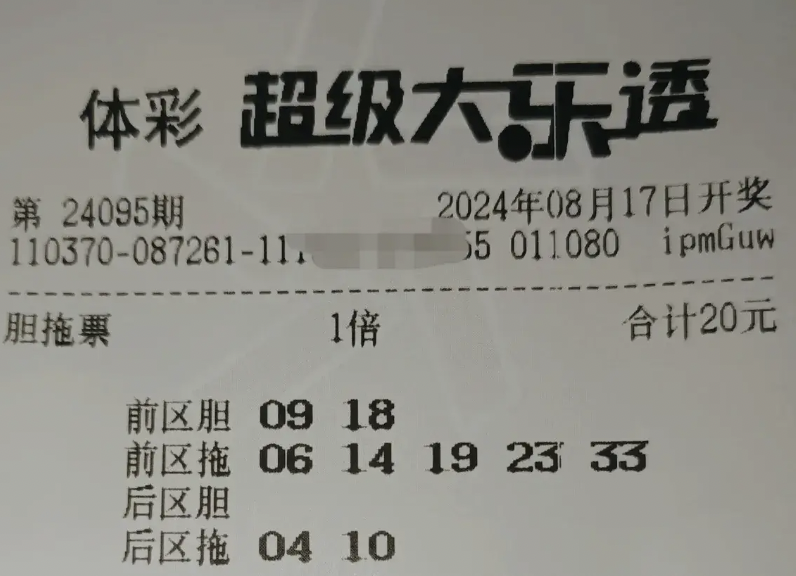 体彩 超级大乐透
第 24095期 2024年08月17日开奖
110370-087261-11 55 011080 ipmGuw
胆拖票 1倍 合计20元
前区胆 09 18
前区拖 06 14 19 23 33
后区胆
后区拖 04 10